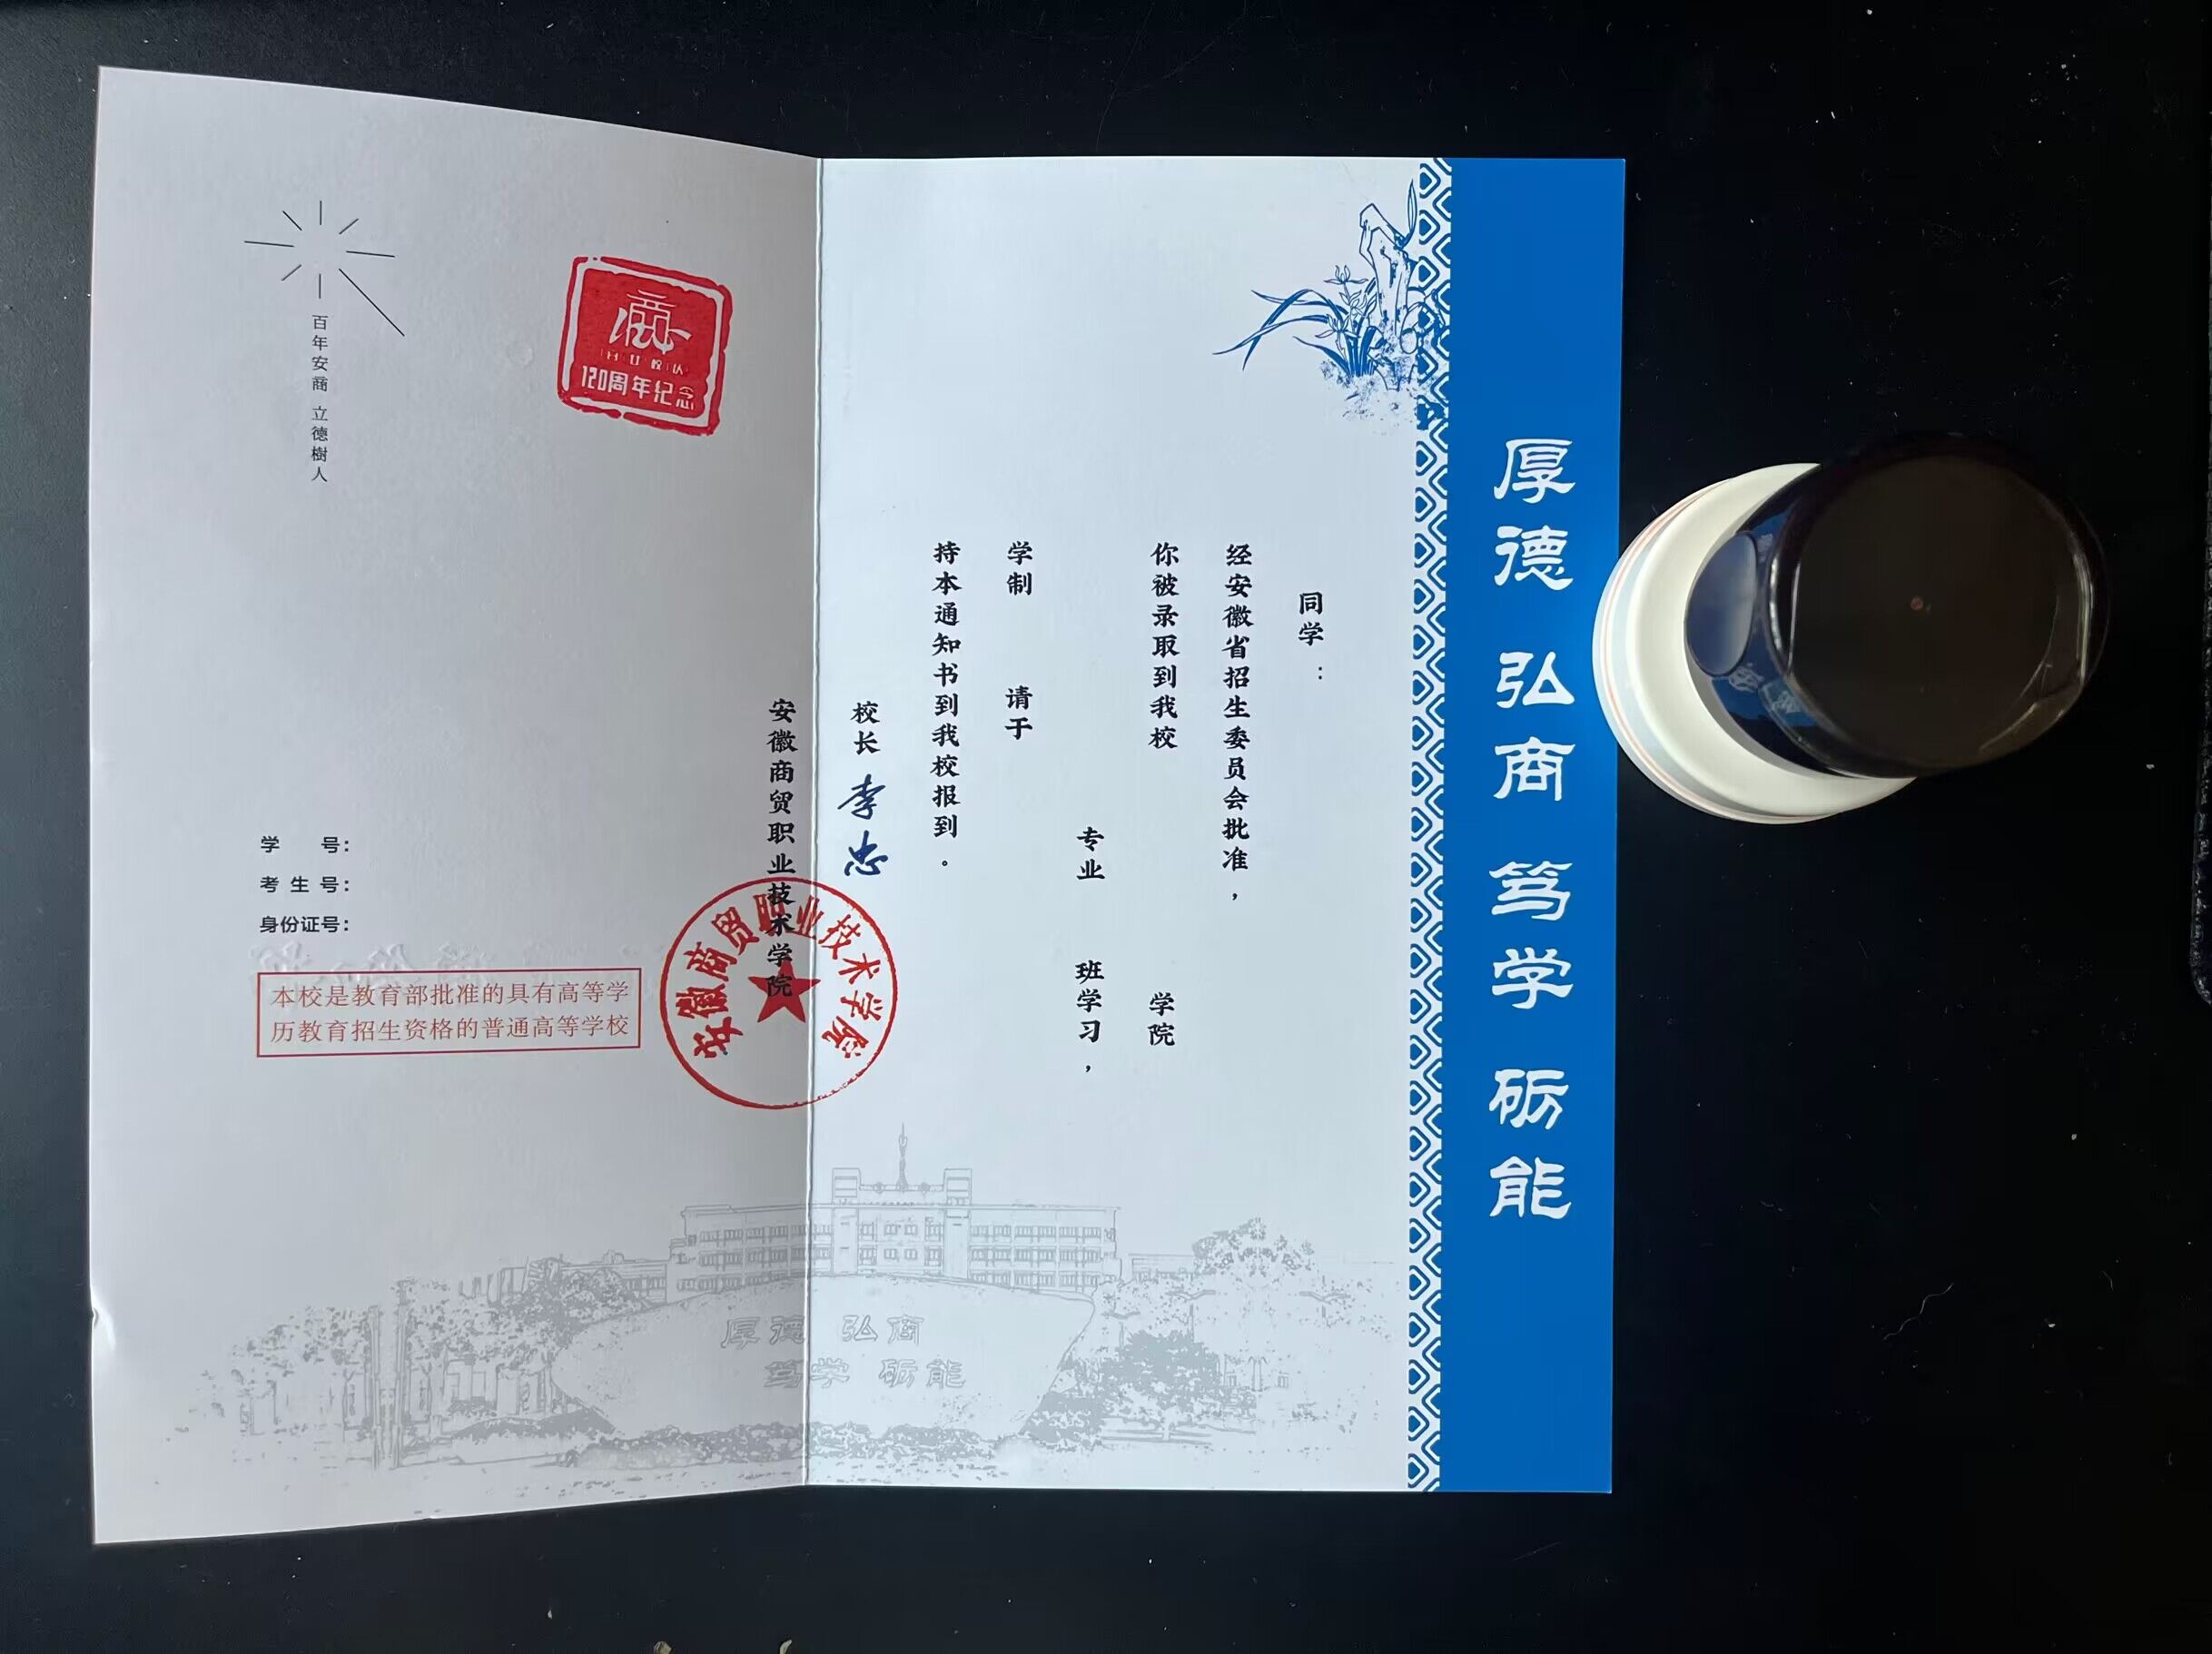 厚德 弘商 笃学 砺能
同学：
经安徽省招生委员会批准，
你被录取到我校 学院
专业 班学习，
学制 请于
持本通知书到我校报到。
校长 李忠
安徽商贸职业技术学院
安徽商贸职业技术学院
120周年纪念
百年安商 立德樹人
学 号：
考生号：
身份证号：
本校是教育部批准的具有高等学
历教育招生资格的普通高等学校
厚德 弘商
笃学 砺能